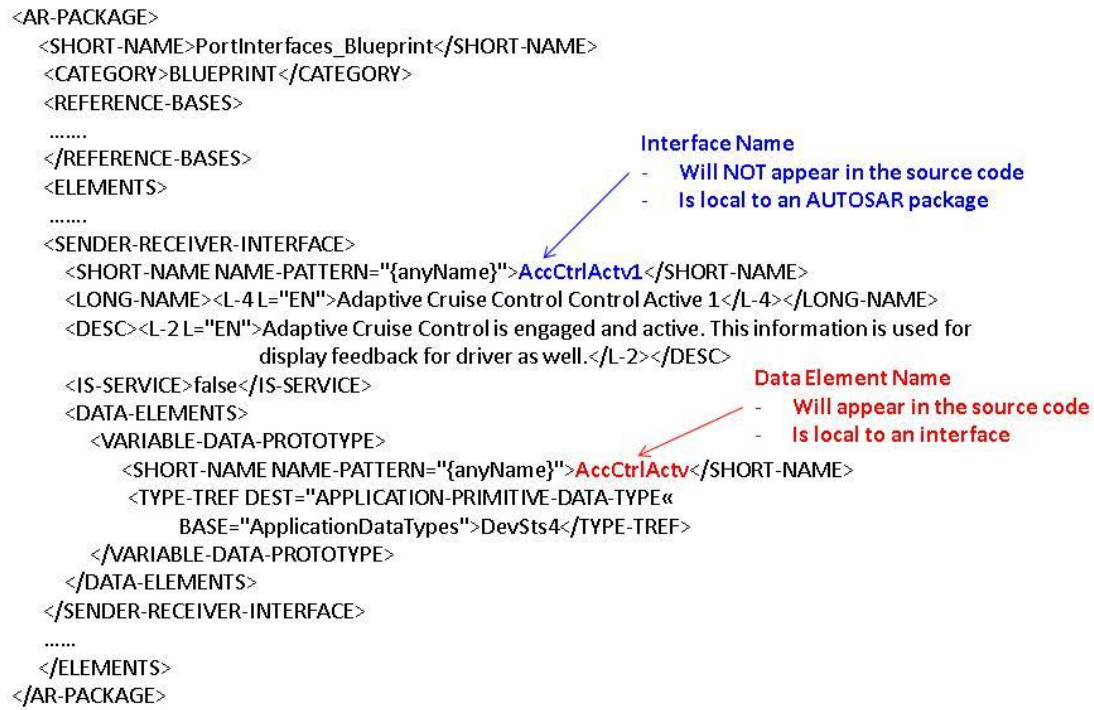 <AR-PACKAGE>
<SHORT-NAME>PortInterfaces_Blueprint</SHORT-NAME>
<CATEGORY>BLUEPRINT</CATEGORY>
<REFERENCE-BASES>
.......
</REFERENCE-BASES>
<ELEMENTS>
.......
Interface Name
- Will NOT appear in the source code
- Is local to an AUTOSAR package
<SENDER-RECEIVER-INTERFACE>
<SHORT-NAME NAME-PATTERN="{anyName}">AccCtrlActv1</SHORT-NAME>
<LONG-NAME><L-4 L="EN">Adaptive Cruise Control Control Active 1</L-4></LONG-NAME>
<DESC><L-2 L="EN">Adaptive Cruise Control is engaged and active. This information is used for
display feedback for driver as well.</L-2></DESC>
<IS-SERVICE>false</IS-SERVICE>
<DATA-ELEMENTS>
Data Element Name
- Will appear in the source code
- Is local to an interface
<VARIABLE-DATA-PROTOTYPE>
<SHORT-NAME NAME-PATTERN="{anyName}">AccCtrlActv</SHORT-NAME>
<TYPE-TREF DEST="APPLICATION-PRIMITIVE-DATA-TYPE«
BASE="ApplicationDataTypes">DevSts4</TYPE-TREF>
</VARIABLE-DATA-PROTOTYPE>
</DATA-ELEMENTS>
</SENDER-RECEIVER-INTERFACE>
......
</ELEMENTS>
</AR-PACKAGE>